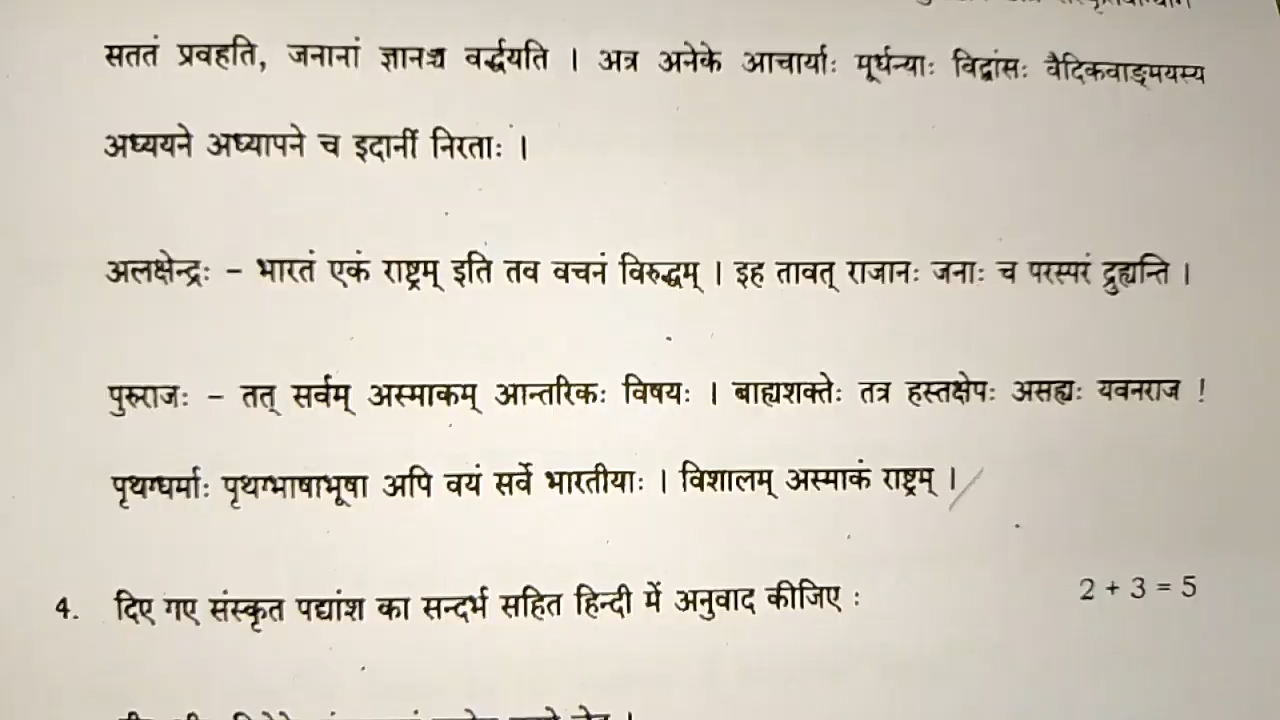 सततं प्रवहति, जनानां ज्ञानञ्च वर्द्धयति । अत्र अनेके आचार्याः मूर्धन्याः विद्वांसः वैदिकवाङ्मयस्य
अध्ययने अध्यापने च इदानीं निरताः ।
अलक्षेन्द्रः – भारतं एकं राष्ट्रम् इति तव वचनं विरुद्धम् । इह तावत् राजानः जनाः च परस्परं द्रुह्यन्ति ।
पुरुराजः – तत् सर्वम् अस्माकम् आन्तरिकः विषयः । बाह्यशक्तेः तत्र हस्तक्षेपः असह्यः यवनराज !
पृथग्धर्माः पृथग्भाषाभूषा अपि वयं सर्वे भारतीयाः । विशालम् अस्माकं राष्ट्रम् ।
4. दिए गए संस्कृत पद्यांश का सन्दर्भ सहित हिन्दी में अनुवाद कीजिए : 2 + 3 = 5